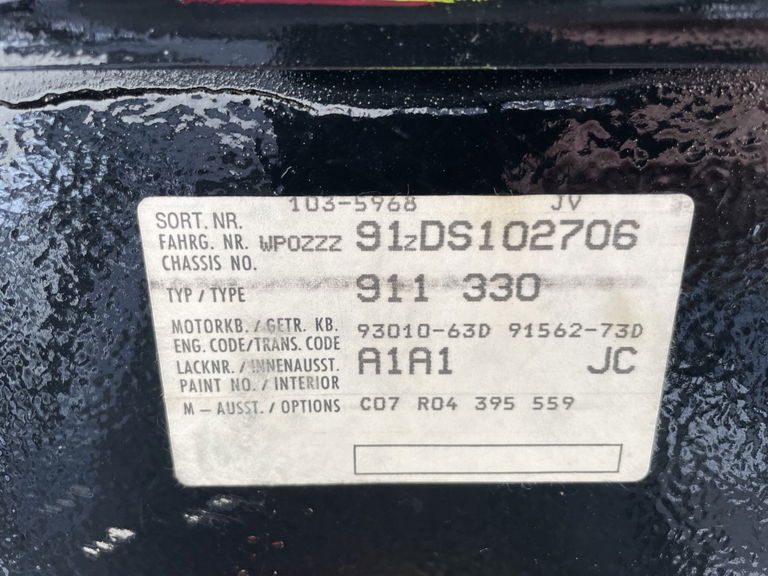 103-5968 JV
SORT. NR.
FAHRG. NR. WP0ZZZ 91zDS102706
CHASSIS NO.
TYP / TYPE 911 330
MOTORKB. / GETR. KB. 93010-63D 91562-73D
ENG. CODE/TRANS. CODE
LACKNR. / INNENAUSST. A1A1 JC
PAINT NO. / INTERIOR
M – AUSST. / OPTIONS C07 R04 395 559